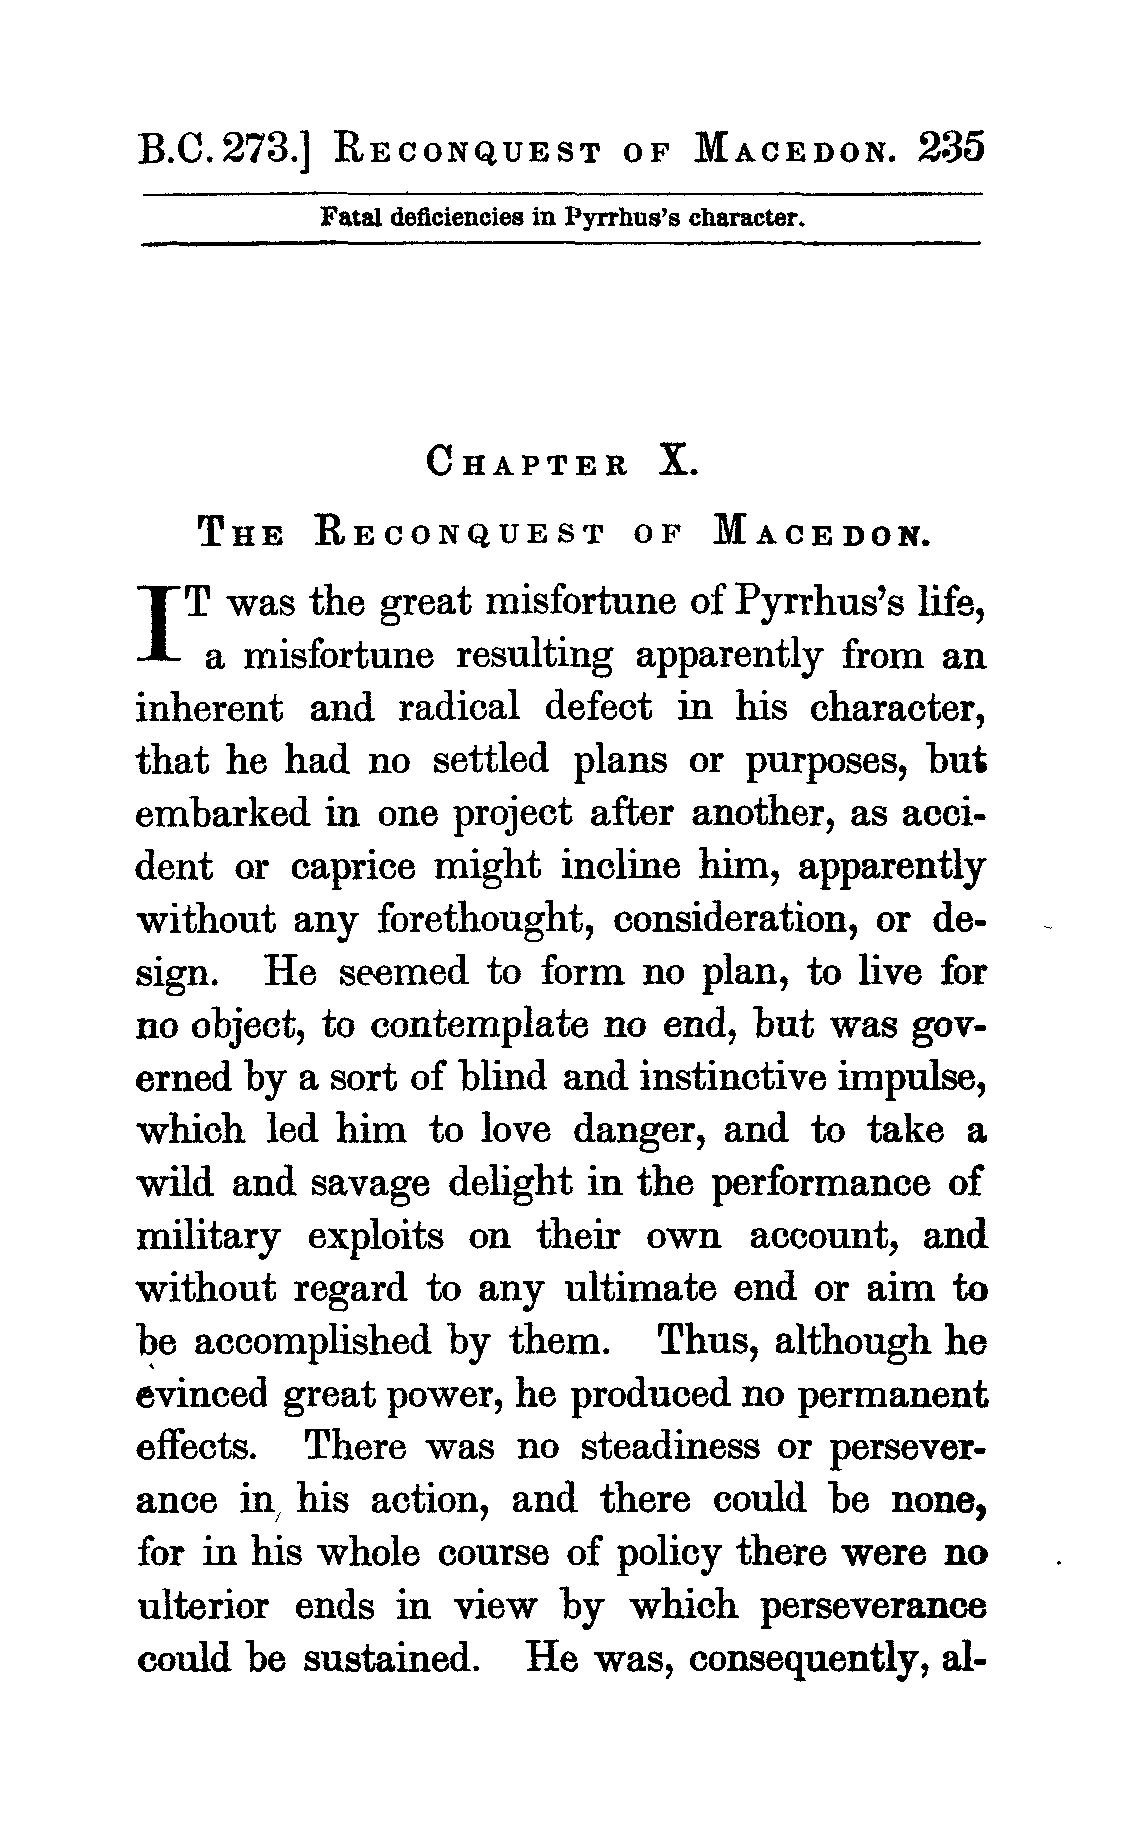 B.C. 273.] RECONQUEST OF MACEDON. 235
Fatal deficiencies in Pyrrhus's character.
CHAPTER X.
THE RECONQUEST OF MACEDON.
IT was the great misfortune of Pyrrhus's life,
a misfortune resulting apparently from an
inherent and radical defect in his character,
that he had no settled plans or purposes, but
embarked in one project after another, as acci-
dent or caprice might incline him, apparently
without any forethought, consideration, or de-
sign. He seemed to form no plan, to live for
no object, to contemplate no end, but was gov-
erned by a sort of blind and instinctive impulse,
which led him to love danger, and to take a
wild and savage delight in the performance of
military exploits on their own account, and
without regard to any ultimate end or aim to
be accomplished by them. Thus, although he
evinced great power, he produced no permanent
effects. There was no steadiness or persever-
ance in his action, and there could be none,
for in his whole course of policy there were no
ulterior ends in view by which perseverance
could be sustained. He was, consequently, al-